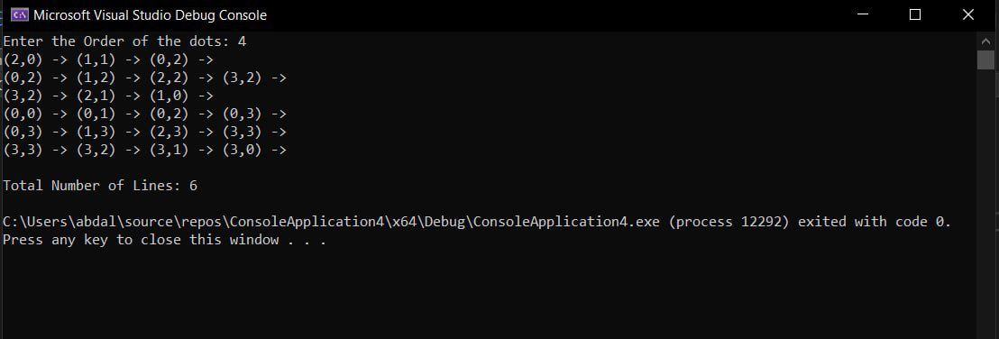 Microsoft Visual Studio Debug Console
Enter the Order of the dots: 4
(2,0) -> (1,1) -> (0,2) ->
(0,2) -> (1,2) -> (2,2) -> (3,2) ->
(3,2) -> (2,1) -> (1,0) ->
(0,0) -> (0,1) -> (0,2) -> (0,3) ->
(0,3) -> (1,3) -> (2,3) -> (3,3) ->
(3,3) -> (3,2) -> (3,1) -> (3,0) ->
Total Number of Lines: 6
C:\Users\abdal\source\repos\ConsoleApplication4\x64\Debug\ConsoleApplication4.exe (process 12292) exited with code 0.
Press any key to close this window . . .